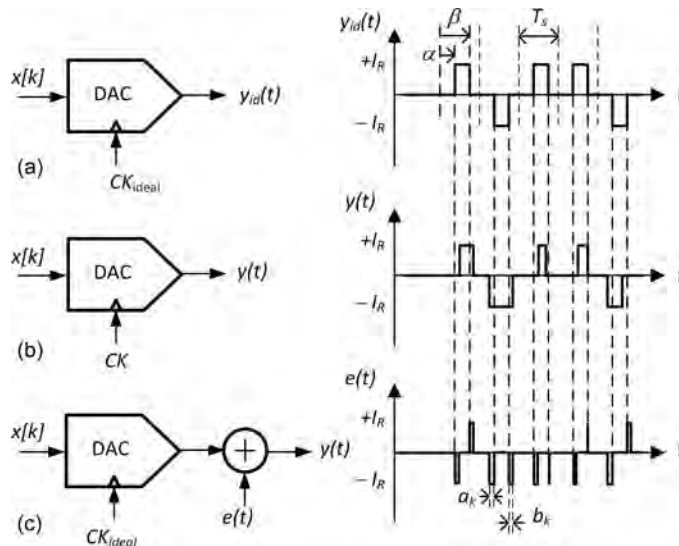 x[k]
DAC
y_id(t)
CK_ideal
(a)
y_id(t)
+I_R
−I_R
α
β
T_s
x[k]
DAC
y(t)
CK
(b)
y(t)
+I_R
−I_R
x[k]
DAC
+
y(t)
CK_ideal
e(t)
(c)
e(t)
+I_R
−I_R
a_k
b_k